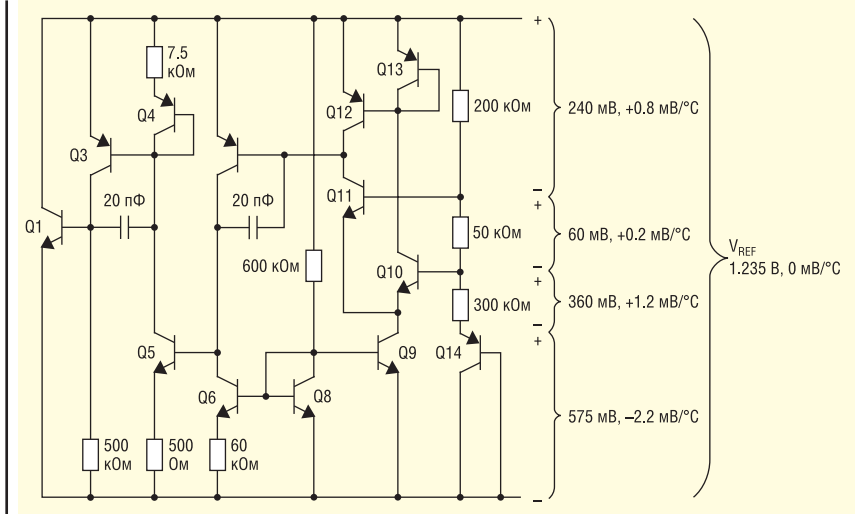 +
7.5
кОм
Q13
Q4
Q12
200 кОм
240 мВ, +0.8 мВ/°C
Q3
20 пФ
20 пФ
Q11
–
+
Q1
50 кОм
60 мВ, +0.2 мВ/°C
VREF
1.235 В, 0 мВ/°C
600 кОм
Q10
–
+
300 кОм
360 мВ, +1.2 мВ/°C
–
+
Q5
Q9
Q14
Q6
Q8
575 мВ, –2.2 мВ/°C
500
кОм
500
Ом
60
кОм
–